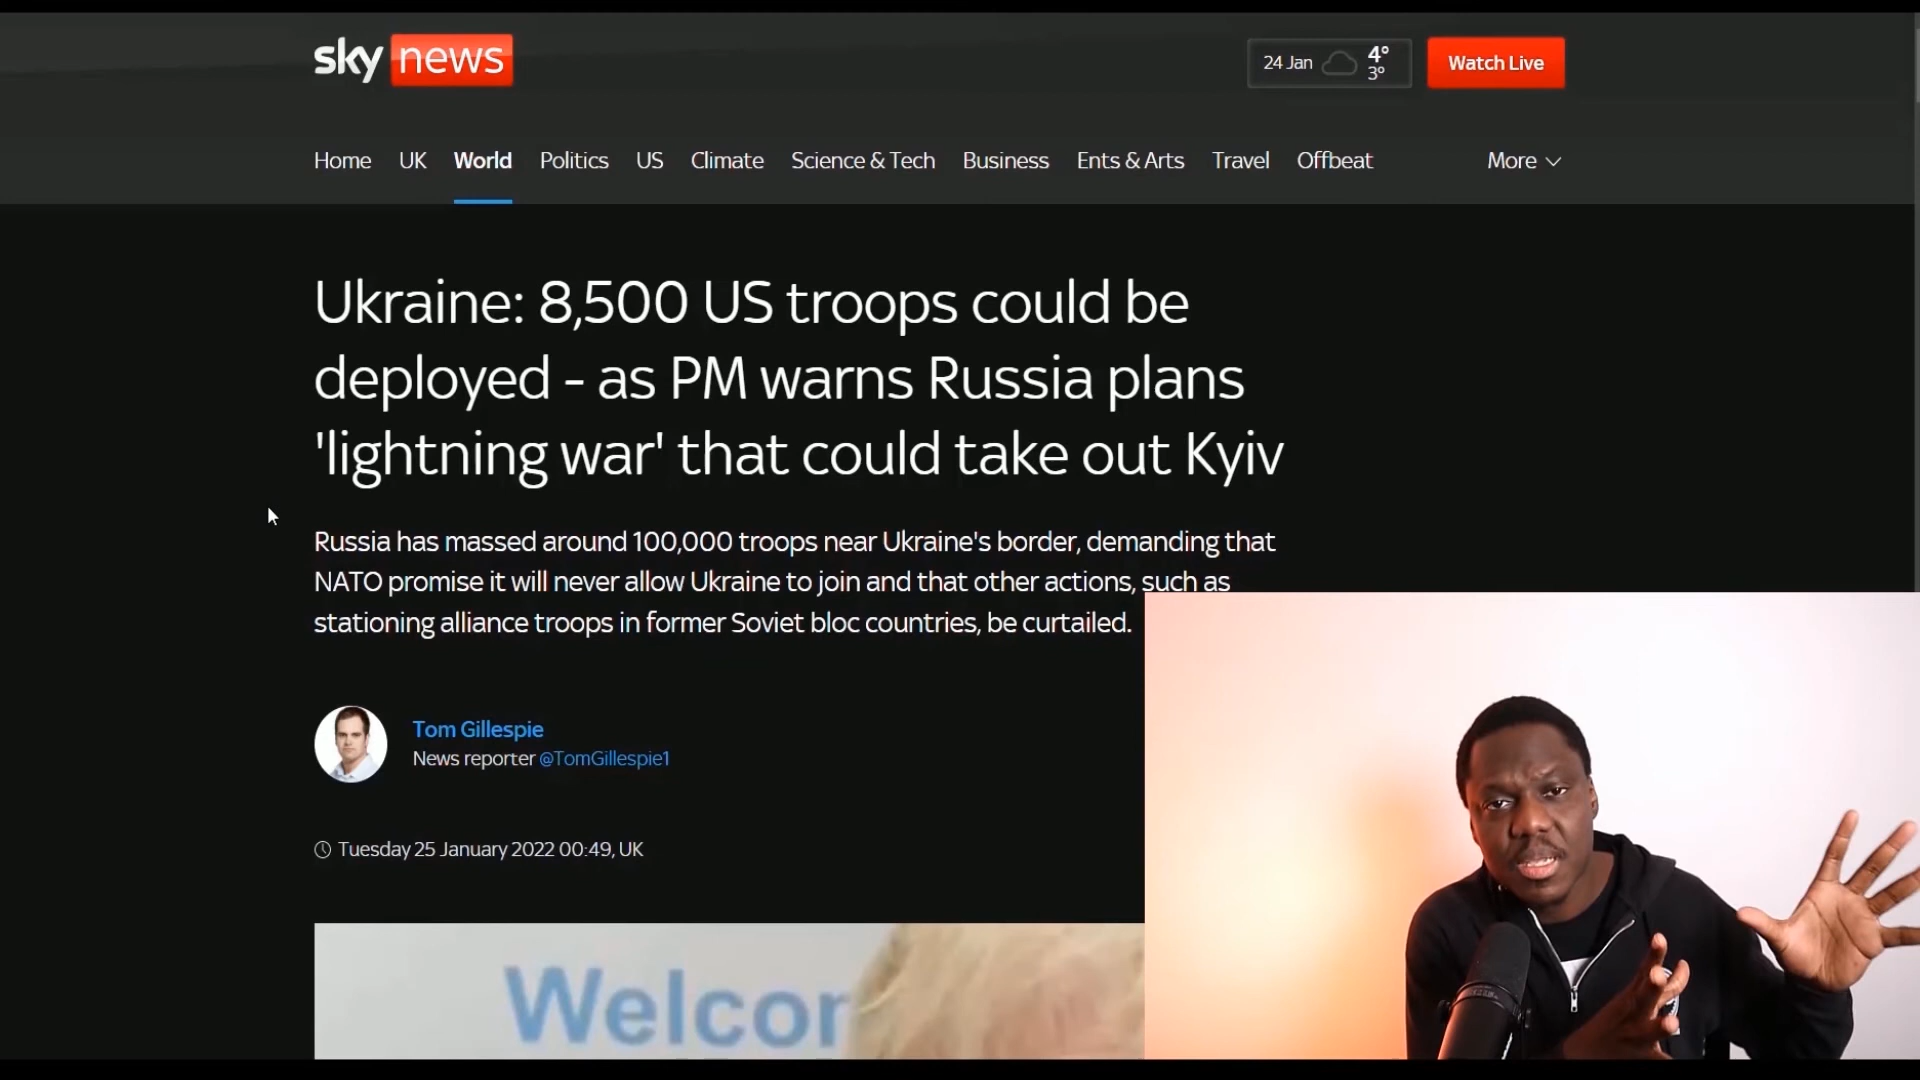 sky news
24 Jan 4° 3°
Watch Live
Home UK World Politics US Climate Science & Tech Business Ents & Arts Travel Offbeat More
Ukraine: 8,500 US troops could be
deployed - as PM warns Russia plans
'lightning war' that could take out Kyiv
Russia has massed around 100,000 troops near Ukraine's border, demanding that
NATO promise it will never allow Ukraine to join and that other actions, such as
stationing alliance troops in former Soviet bloc countries, be curtailed.
Tom Gillespie
News reporter @TomGillespie1
Tuesday 25 January 2022 00:49, UK